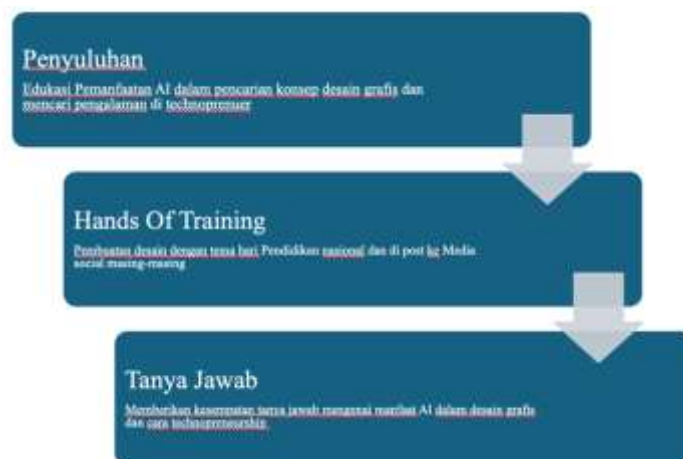 Penyuluhan
Edukasi Pemanfaatan AI dalam pencarian konsep desain grafis dan
mencari pengalaman di technoprenuer
Hands Of Training
Pembuatan desain dengan tema hari Pendidikan nasional dan di post ke Media
social masing-masing
Tanya Jawab
Memberikan kesempatan tanya jawab mengenai manfaat AI dalam desain grafis
dan cara technopreneurship